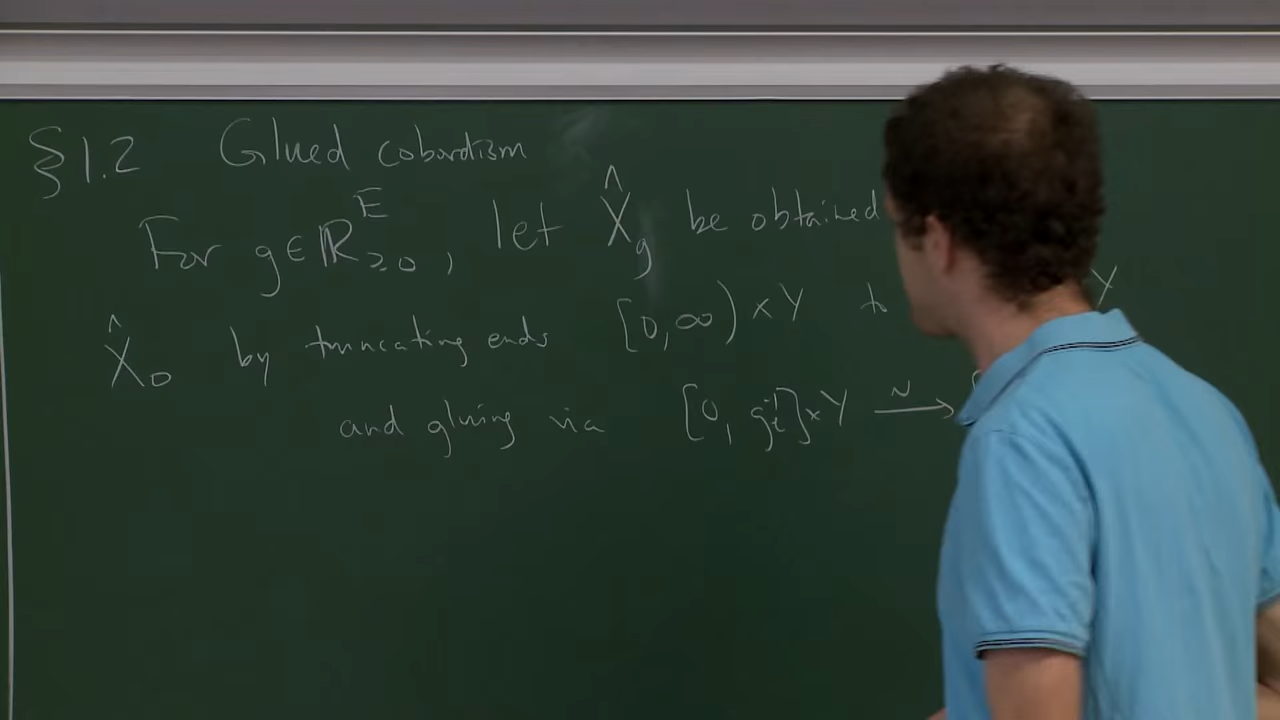 §1.2 Glued cobordism
For g∈ℝ^E_{≥0}, let X̂_g be obtained
X̂_0 by truncating ends [0,∞)×Y to Y
and gluing via [0, g_i^{-1}]×Y →^~